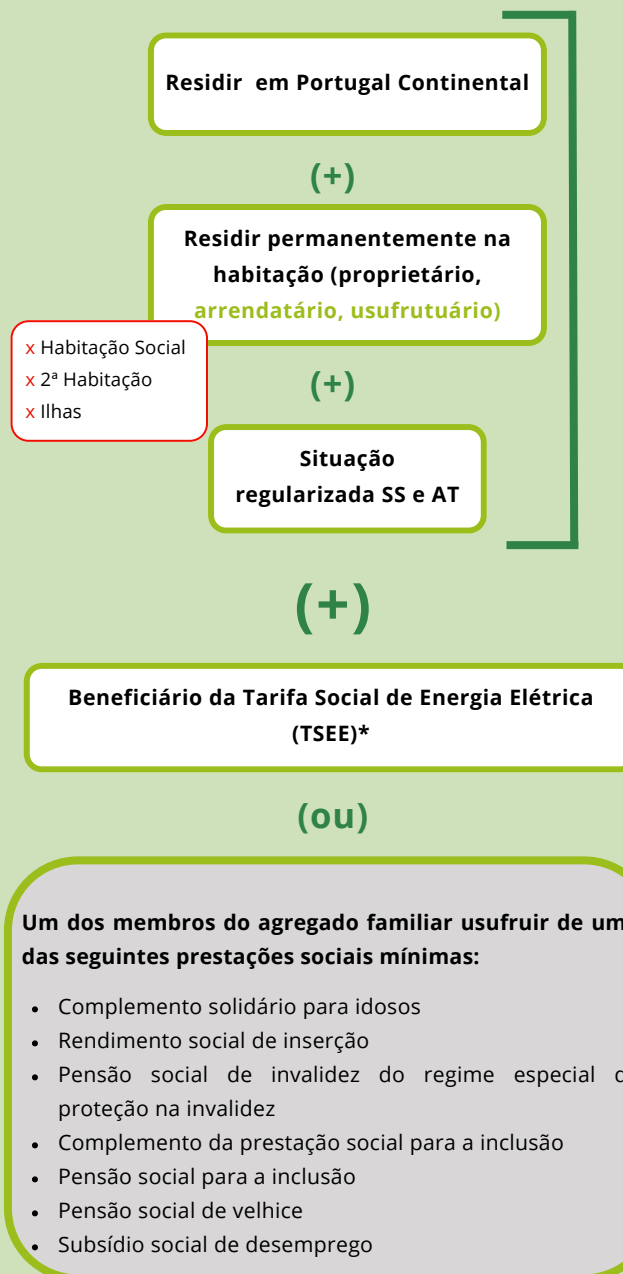 Residir em Portugal Continental
(+)
Residir permanentemente na
habitação (proprietário,
arrendatário, usufrutuário)
x Habitação Social
x 2ª Habitação
x Ilhas
(+)
Situação
regularizada SS e AT
(+)
Beneficiário da Tarifa Social de Energia Elétrica
(TSEE)*
(ou)
Um dos membros do agregado familiar usufruir de um
das seguintes prestações sociais mínimas:
• Complemento solidário para idosos
• Rendimento social de inserção
• Pensão social de invalidez do regime especial
proteção na invalidez
• Complemento da prestação social para a inclusão
• Pensão social para a inclusão
• Pensão social de velhice
• Subsídio social de desemprego